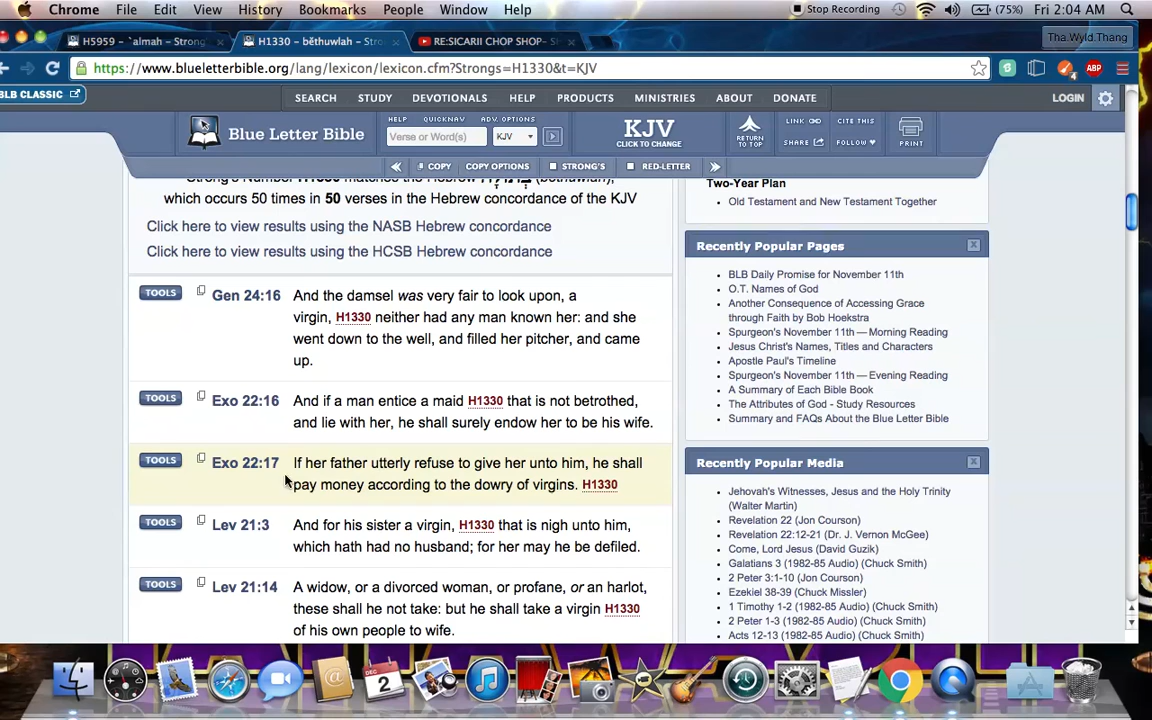 Chrome File Edit View History Bookmarks People Window Help Stop Recording (75%) Fri 2:04 AM
H5959 - `almah - Strong H1330 - bĕthuwlah - Stro RE:SICARII CHOP SHOP- S Tha.Wyld.Thang
https://www.blueletterbible.org/lang/lexicon/lexicon.cfm?Strongs=H1330&t=KJV ABP
BLB CLASSIC SEARCH STUDY DEVOTIONALS HELP PRODUCTS MINISTRIES ABOUT DONATE LOGIN
HELP QUICKNAV ADV. OPTIONS
Blue Letter Bible Verse or Word(s) KJV KJV CLICK TO CHANGE RETURN TO TOP LINK CITE THIS SHARE FOLLOW PRINT
COPY COPY OPTIONS STRONG'S RED-LETTER
Strong's Number H1330 matches the Hebrew (bĕthuwlah),
which occurs 50 times in 50 verses in the Hebrew concordance of the KJV
Click here to view results using the NASB Hebrew concordance
Click here to view results using the HCSB Hebrew concordance
TOOLS Gen 24:16 And the damsel was very fair to look upon, a
virgin, H1330 neither had any man known her: and she
went down to the well, and filled her pitcher, and came
up.
TOOLS Exo 22:16 And if a man entice a maid H1330 that is not betrothed,
and lie with her, he shall surely endow her to be his wife.
TOOLS Exo 22:17 If her father utterly refuse to give her unto him, he shall
pay money according to the dowry of virgins. H1330
TOOLS Lev 21:3 And for his sister a virgin, H1330 that is nigh unto him,
which hath had no husband; for her may he be defiled.
TOOLS Lev 21:14 A widow, or a divorced woman, or profane, or an harlot,
these shall he not take: but he shall take a virgin H1330
of his own people to wife.
Two-Year Plan
Old Testament and New Testament Together
Recently Popular Pages x
BLB Daily Promise for November 11th
O.T. Names of God
Another Consequence of Accessing Grace
through Faith by Bob Hoekstra
Spurgeon's November 11th — Morning Reading
Jesus Christ's Names, Titles and Characters
Apostle Paul's Timeline
Spurgeon's November 11th — Evening Reading
A Summary of Each Bible Book
The Attributes of God - Study Resources
Summary and FAQs About the Blue Letter Bible
Recently Popular Media x
Jehovah's Witnesses, Jesus and the Holy Trinity
(Walter Martin)
Revelation 22 (Jon Courson)
Revelation 22:12-21 (Dr. J. Vernon McGee)
Come, Lord Jesus (David Guzik)
Galatians 3 (1982-85 Audio) (Chuck Smith)
2 Peter 3:1-10 (Jon Courson)
Ezekiel 38-39 (Chuck Missler)
1 Timothy 1-2 (1982-85 Audio) (Chuck Smith)
2 Peter 1-3 (1982-85 Audio) (Chuck Smith)
Acts 12-13 (1982-85 Audio) (Chuck Smith)
DEC
2